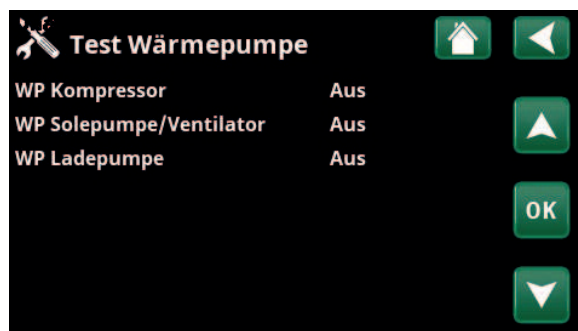 Test Wärmepumpe
WP Kompressor Aus
WP Solepumpe/Ventilator Aus
WP Ladepumpe Aus
OK